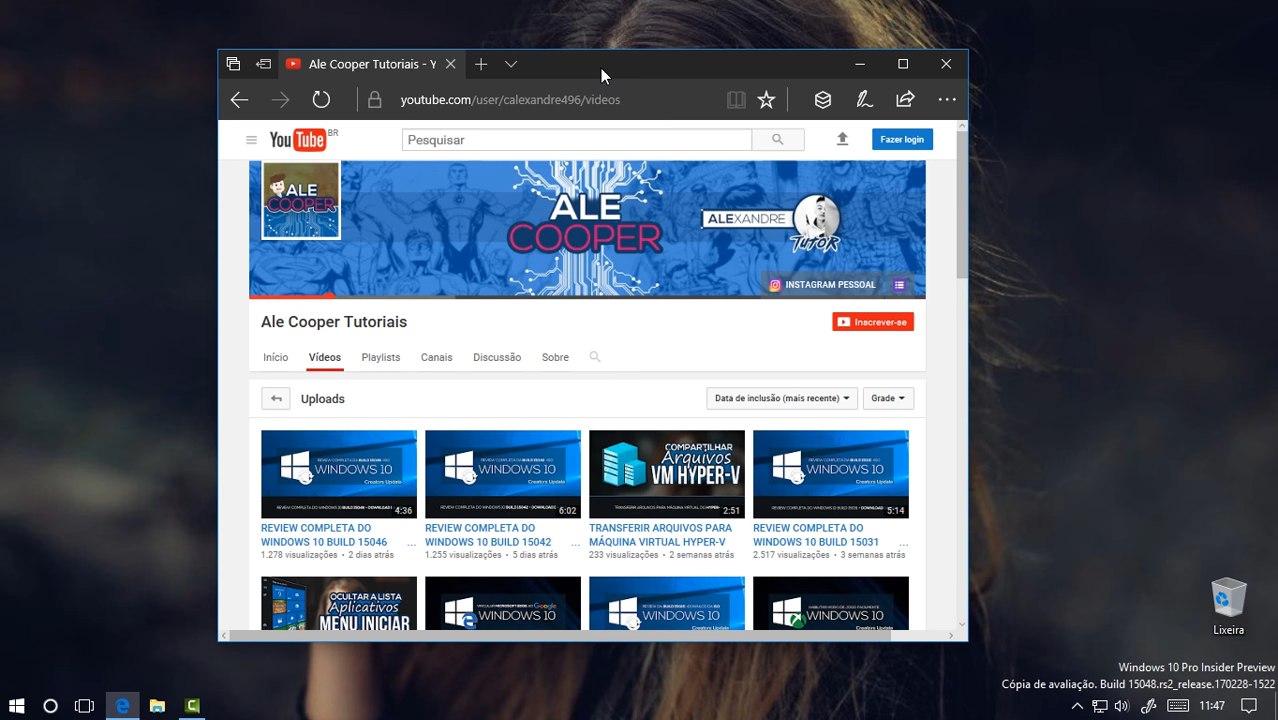 Ale Cooper Tutoriais - Y
youtube.com/user/calexandre496/videos
YouTube BR
Pesquisar
Fazer login
ALE COOPER
ALE
COOPER
ALEXANDRE
TUTOR
INSTAGRAM PESSOAL
Ale Cooper Tutoriais
Inscrever-se
Início Vídeos Playlists Canais Discussão Sobre
Uploads
Data de inclusão (mais recente) Grade
WINDOWS 10
Creators Update
4:36
WINDOWS 10
Creators Update
6:02
COMPARTILHAR
Arquivos
VM HYPER-V
2:51
WINDOWS 10
Creators Update
5:14
REVIEW COMPLETA DO
WINDOWS 10 BUILD 15046 ...
1.278 visualizações • 2 dias atrás
REVIEW COMPLETA DO
WINDOWS 10 BUILD 15042 ...
1.255 visualizações • 5 dias atrás
TRANSFERIR ARQUIVOS PARA
MÁQUINA VIRTUAL HYPER-V
233 visualizações • 2 semanas atrás
REVIEW COMPLETA DO
WINDOWS 10 BUILD 15031 ...
2.517 visualizações • 3 semanas atrás
OCULTAR A LISTA
Aplicativos
MENU INICIAR
WINDOWS 10
WINDOWS 10
WINDOWS 10
Lixeira
Windows 10 Pro Insider Preview
Cópia de avaliação. Build 15048.rs2_release.170228-1522
11:47